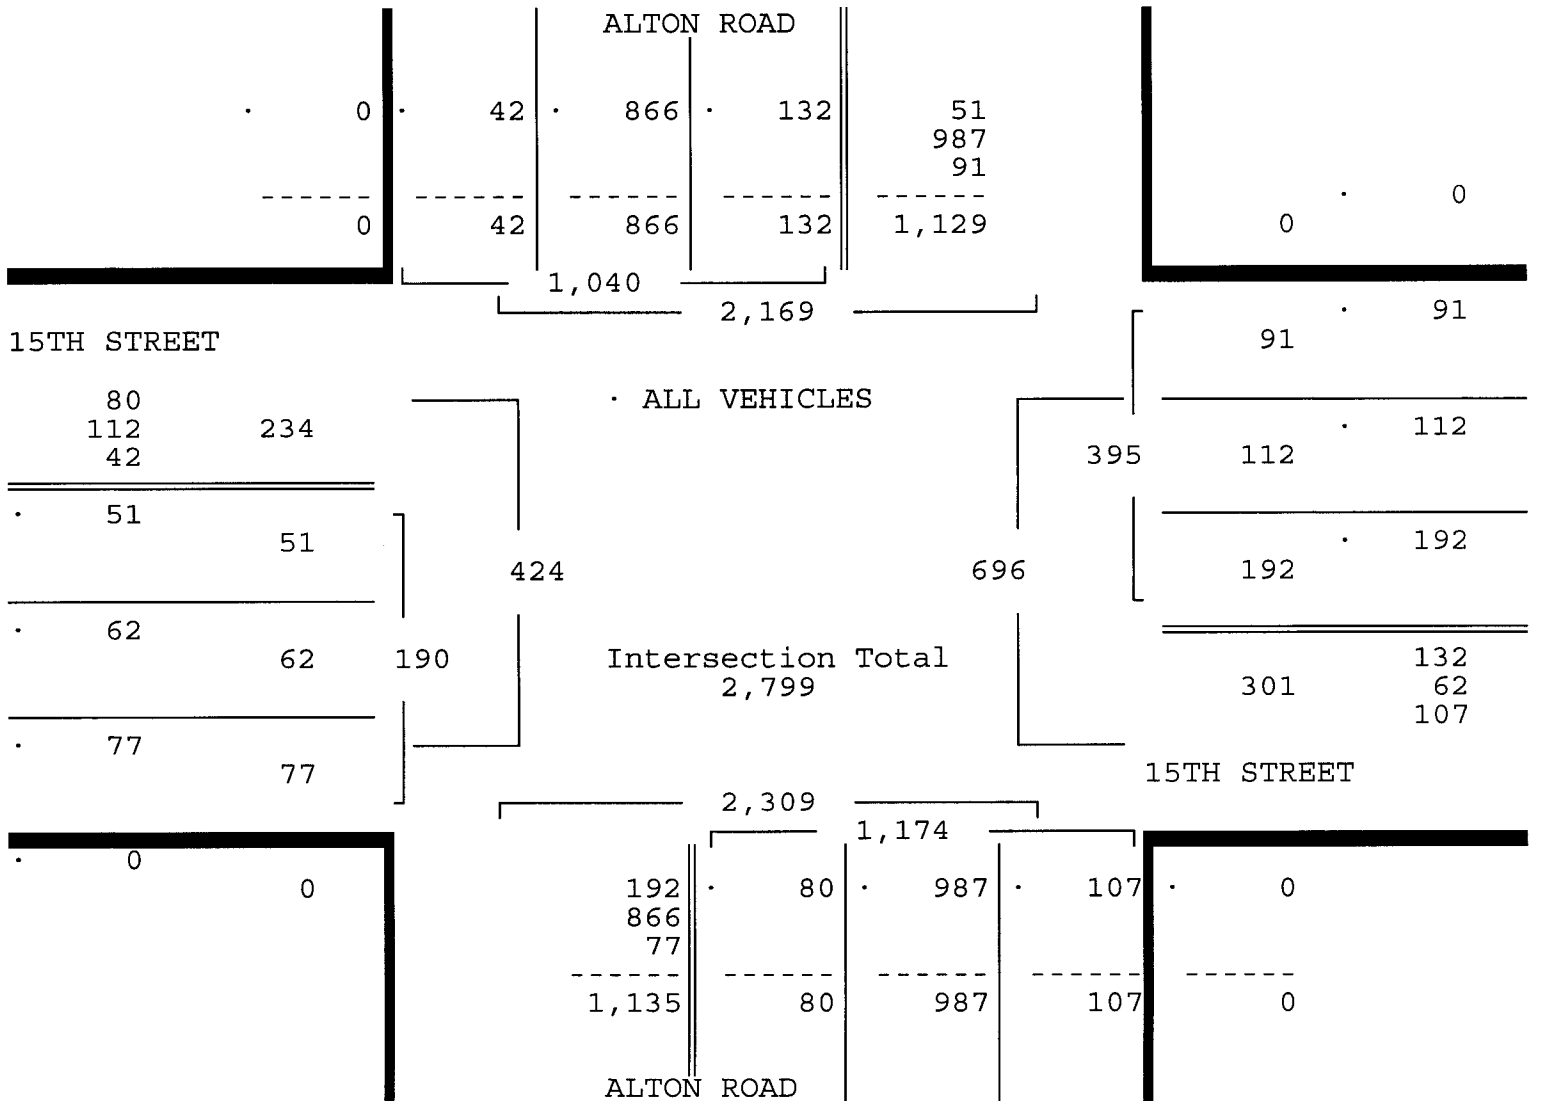 ALTON ROAD
· 0 · 42 · 866 · 132 51
987
91
------ ------ ------ ------ ------
· 0
0 42 866 132 1,129 0
1,040
· 91
2,169
15TH STREET 91
80 · ALL VEHICLES
112 234 · 112
42 395 112
· 51
51 · 192
424 696 192
· 62
62 190 Intersection Total 132
2,799 301 62
107
· 77
77 15TH STREET
2,309
1,174
· 0
0 192 · 80 · 987 · 107 · 0
866
77
------ ------ ------ ------ ------
1,135 80 987 107 0
ALTON ROAD